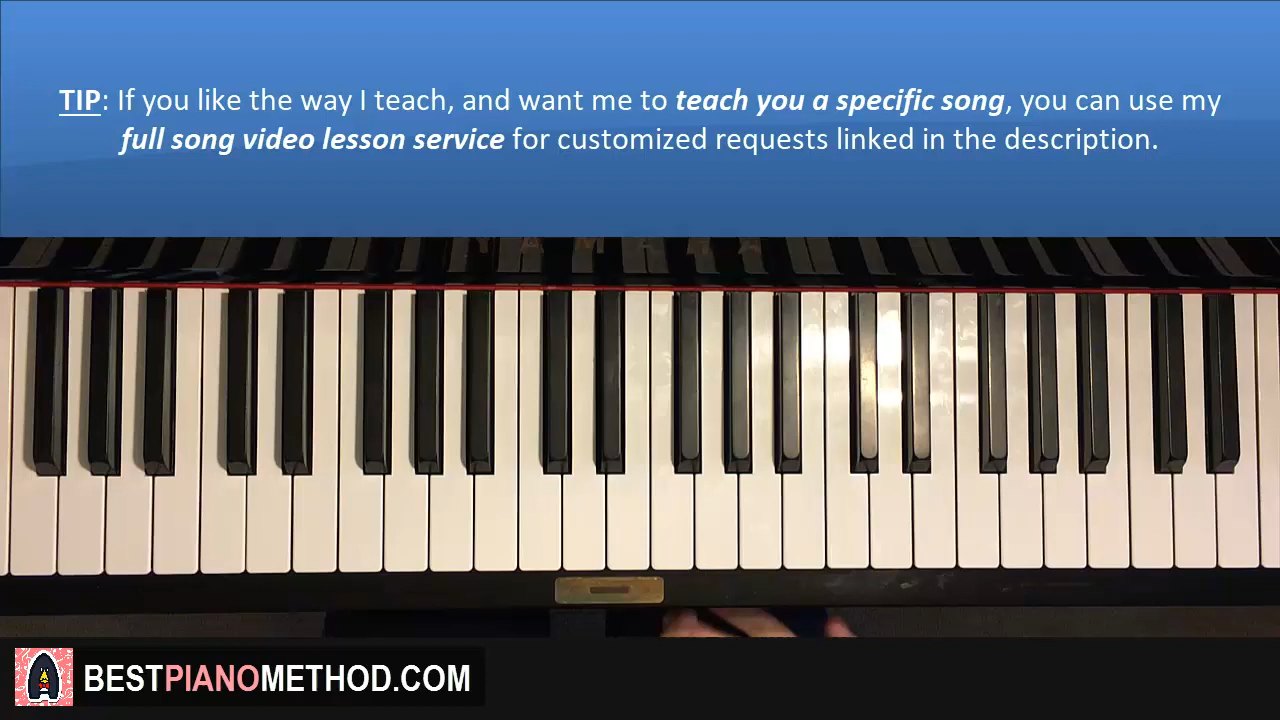 TIP: If you like the way I teach, and want me to teach you a specific song, you can use my
full song video lesson service for customized requests linked in the description.
YAMAHA
BESTPIANOMETHOD.COM